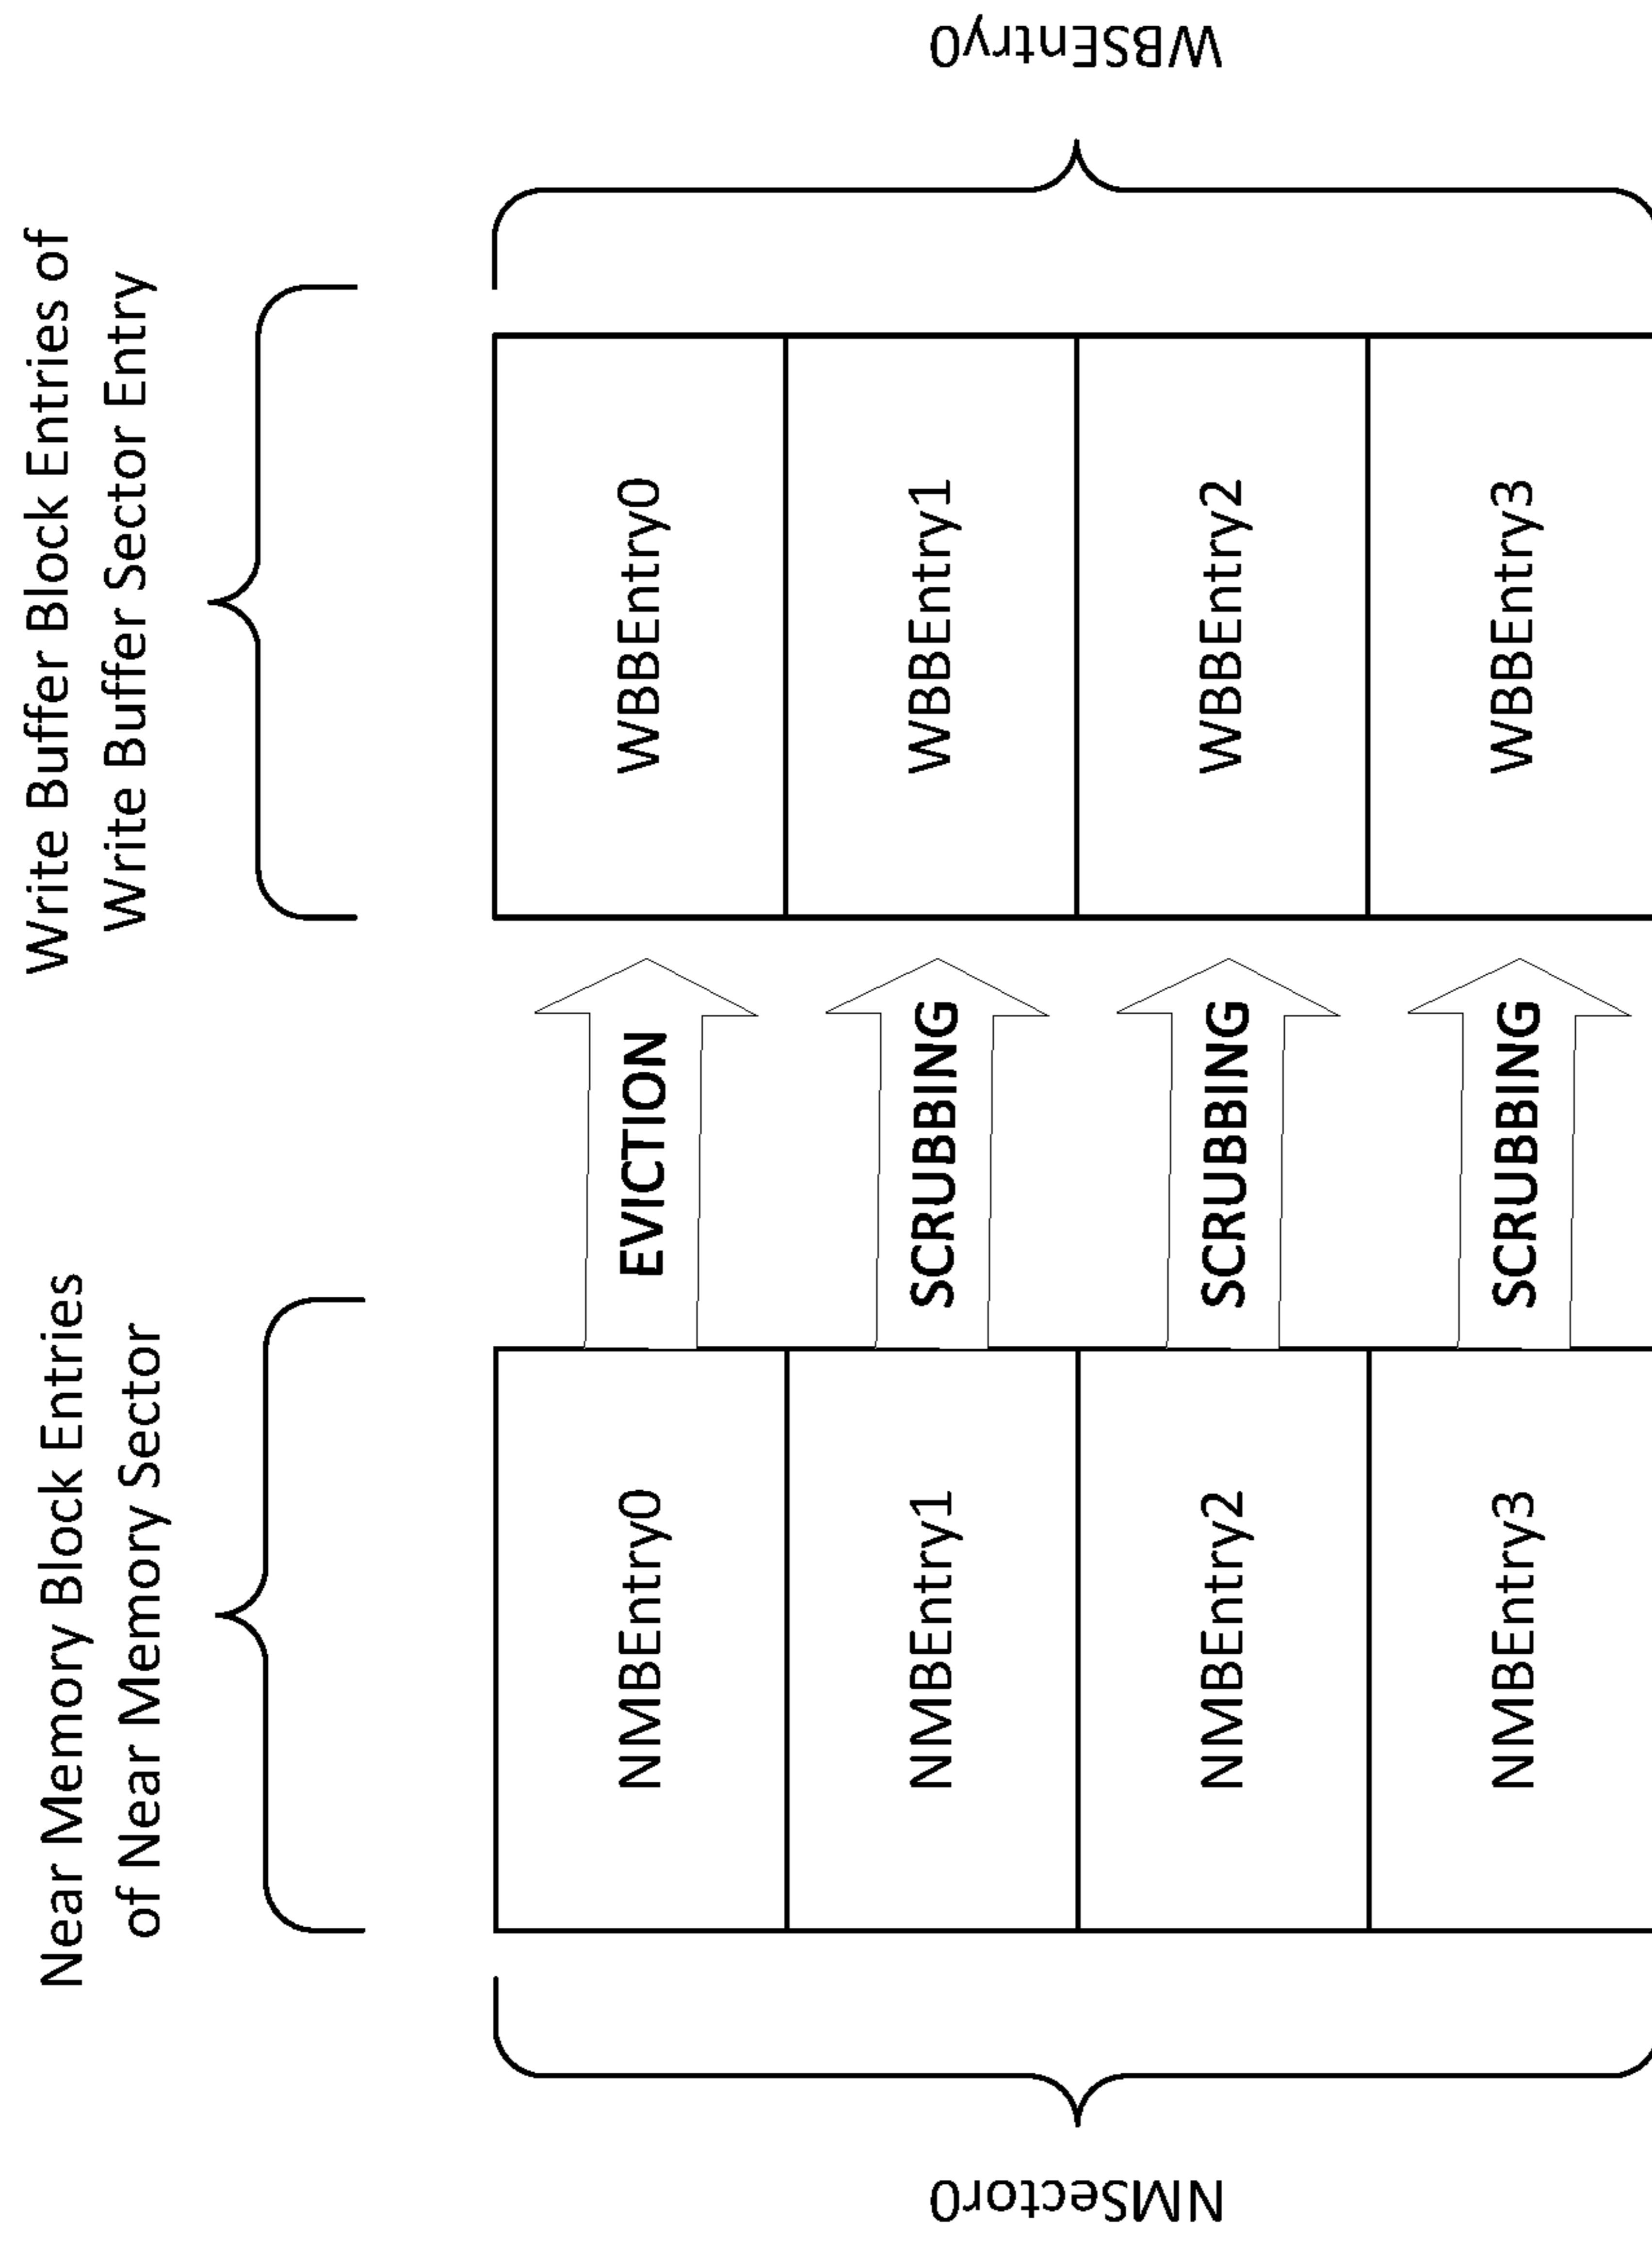 Near Memory Block Entries
of Near Memory Sector
Write Buffer Block Entries of
Write Buffer Sector Entry
NMSector0
NMBEntry0
EVICTION
WBBEntry0
NMBEntry1
SCRUBBING
WBBEntry1
NMBEntry2
SCRUBBING
WBBEntry2
NMBEntry3
SCRUBBING
WBBEntry3
WBSEntry0